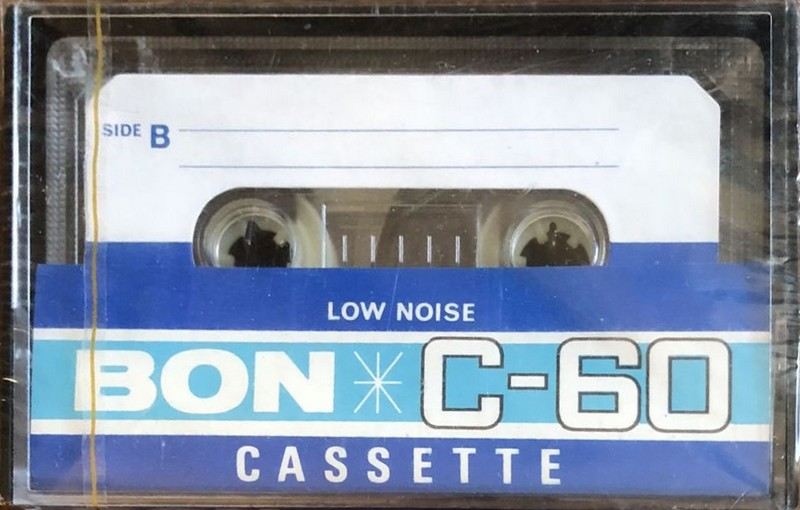 SIDE B
LOW NOISE
BON C-60
CASSETTE